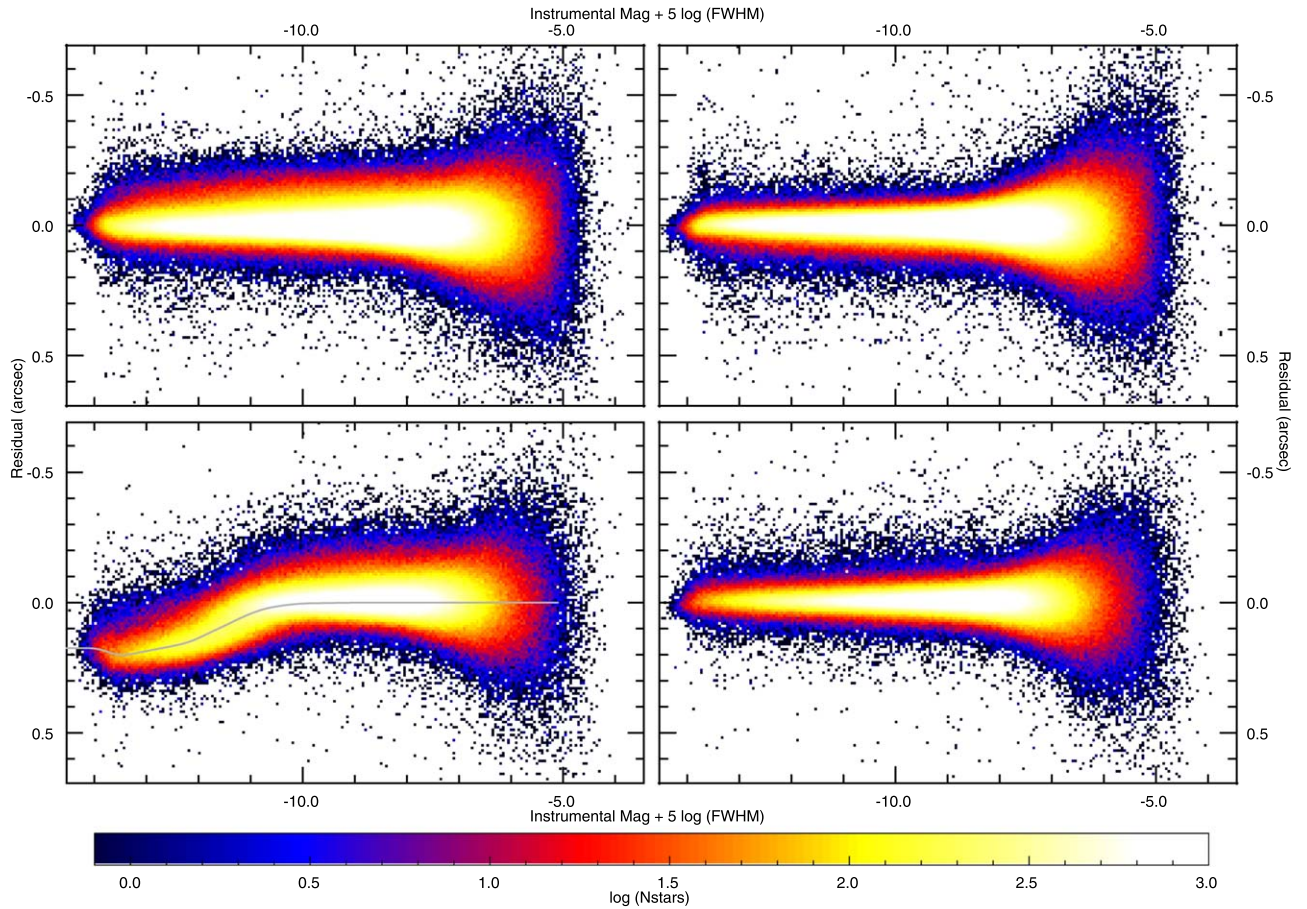 Instrumental Mag + 5 log (FWHM)
-10.0 -5.0 -10.0 -5.0
-0.5 -0.5
0.0 0.0
0.5 0.5
Residual (arcsec)
Residual (arcsec)
-0.5 -0.5
0.0 0.0
0.5 0.5
-10.0 -5.0 -10.0 -5.0
Instrumental Mag + 5 log (FWHM)
0.0 0.5 1.0 1.5 2.0 2.5 3.0
log (Nstars)